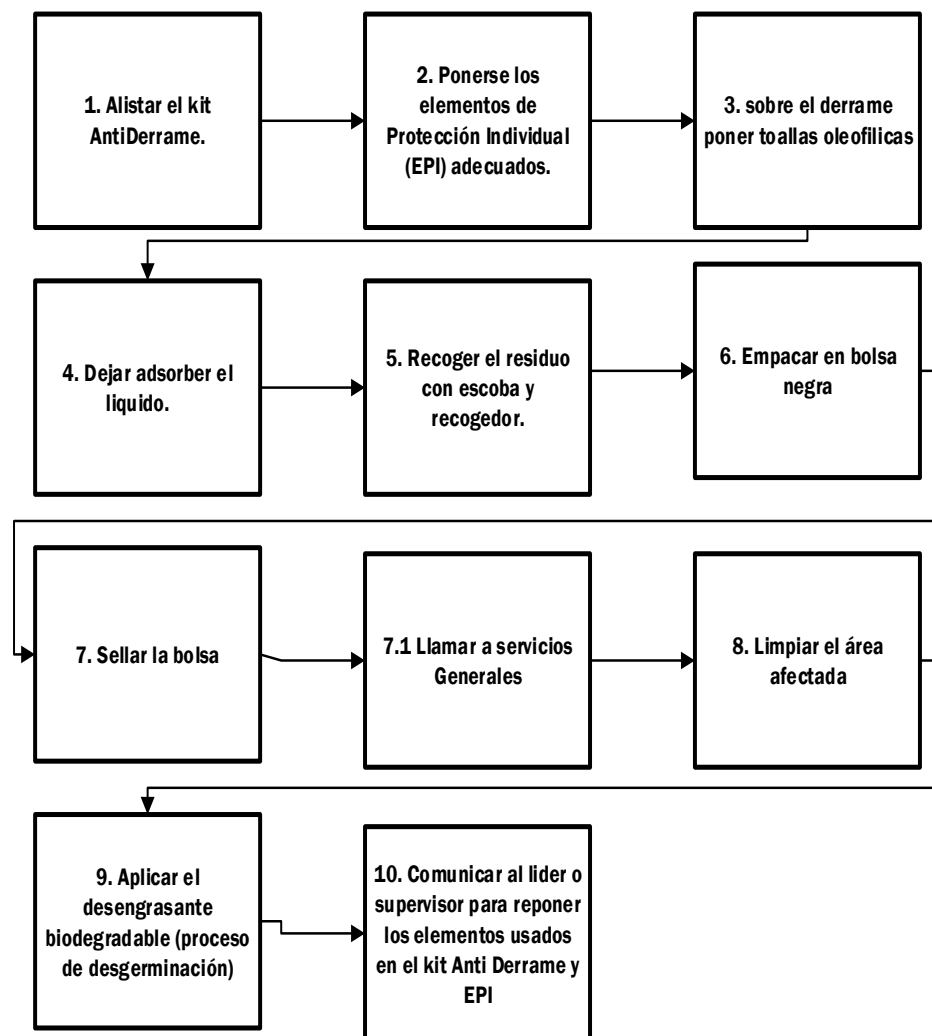 1. Alistar el kit
AntiDerrame.
2. Ponerse los
elementos de
Protección Individual
(EPI) adecuados.
3. sobre el derrame
poner toallas oleofilicas
4. Dejar adsorber el
liquido.
5. Recoger el residuo
con escoba y
recogedor.
6. Empacar en bolsa
negra
7. Sellar la bolsa
7.1 Llamar a servicios
Generales
8. Limpiar el área
afectada
9. Aplicar el
desengrasante
biodegradable (proceso
de desgerminación)
10. Comunicar al lider o
supervisor para reponer
los elementos usados
en el kit Anti Derrame y
EPI